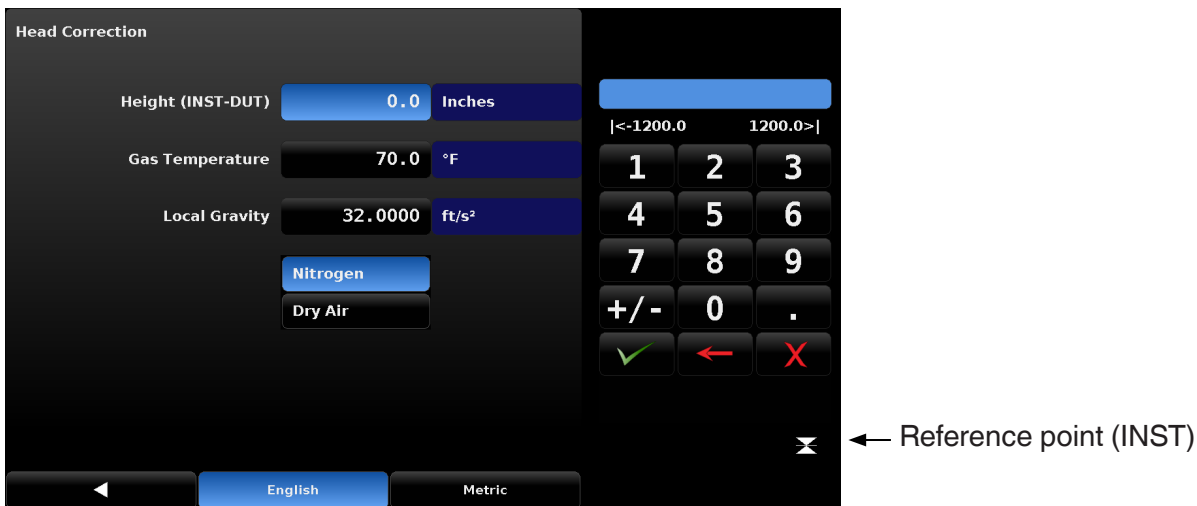 Head Correction
Height (INST-DUT) 0.0 Inches
Gas Temperature 70.0 °F
Local Gravity 32.0000 ft/s²
Nitrogen
Dry Air
English Metric
|<-1200.0 1200.0>|
1 2 3
4 5 6
7 8 9
+/- 0 .
X
Reference point (INST)